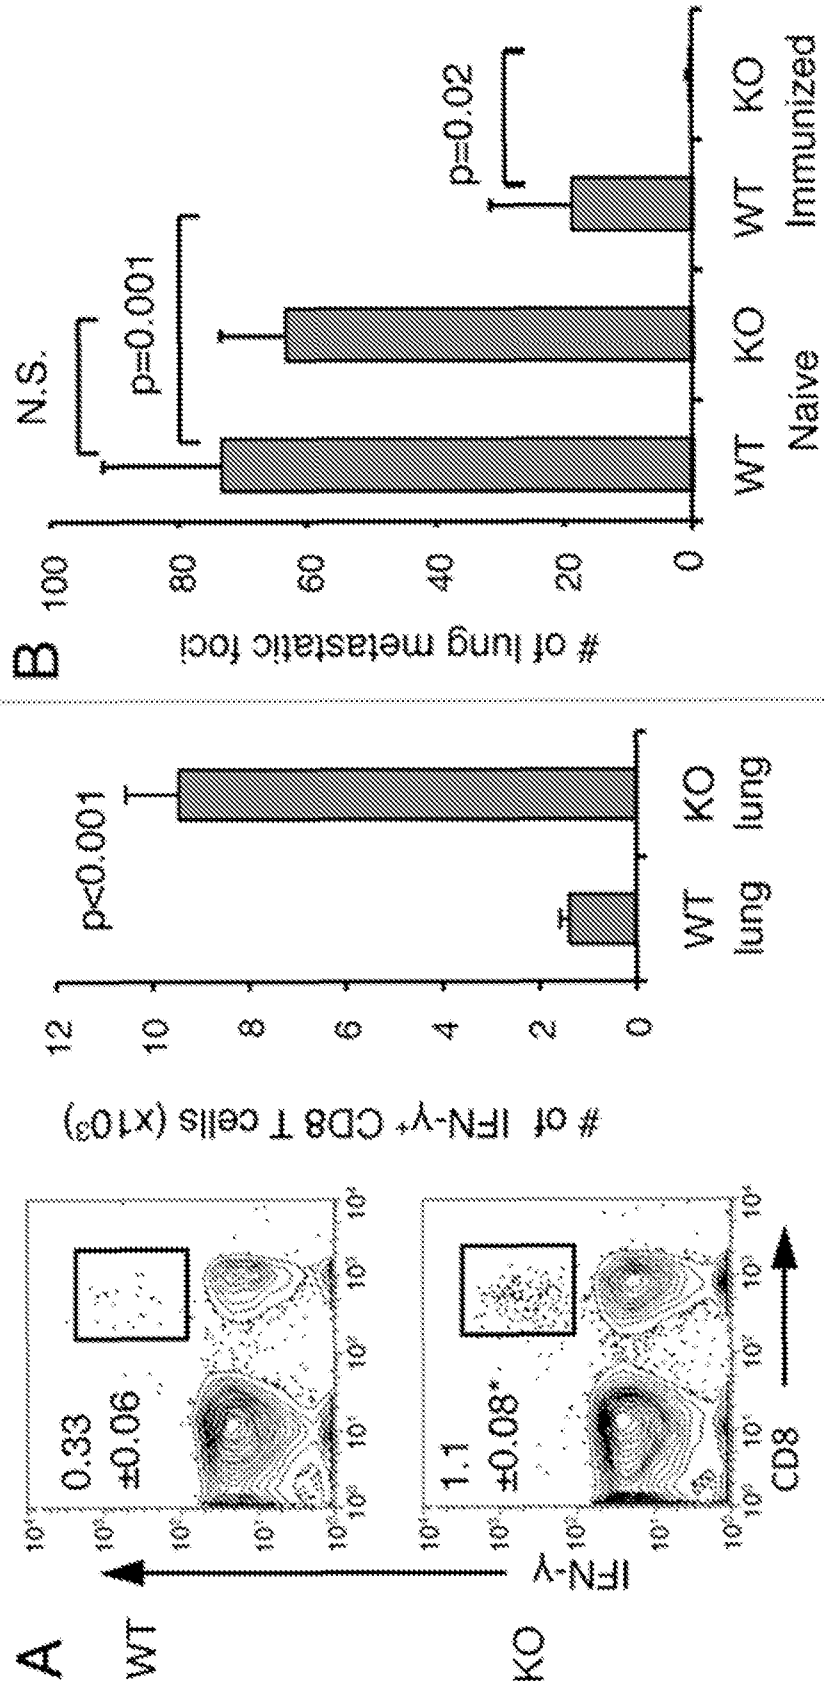 A
WT
0.33
±0.06
KO
1.1
±0.08*
IFN-γ
CD8
# of IFN-γ⁺ CD8 T cells (x10³)
12
10
8
6
4
2
0
p<0.001
WT
lung
KO
lung
B
# of lung metastatic foci
100
80
60
40
20
0
N.S.
p=0.001
p=0.02
WT
KO
WT
KO
Naive
Immunized